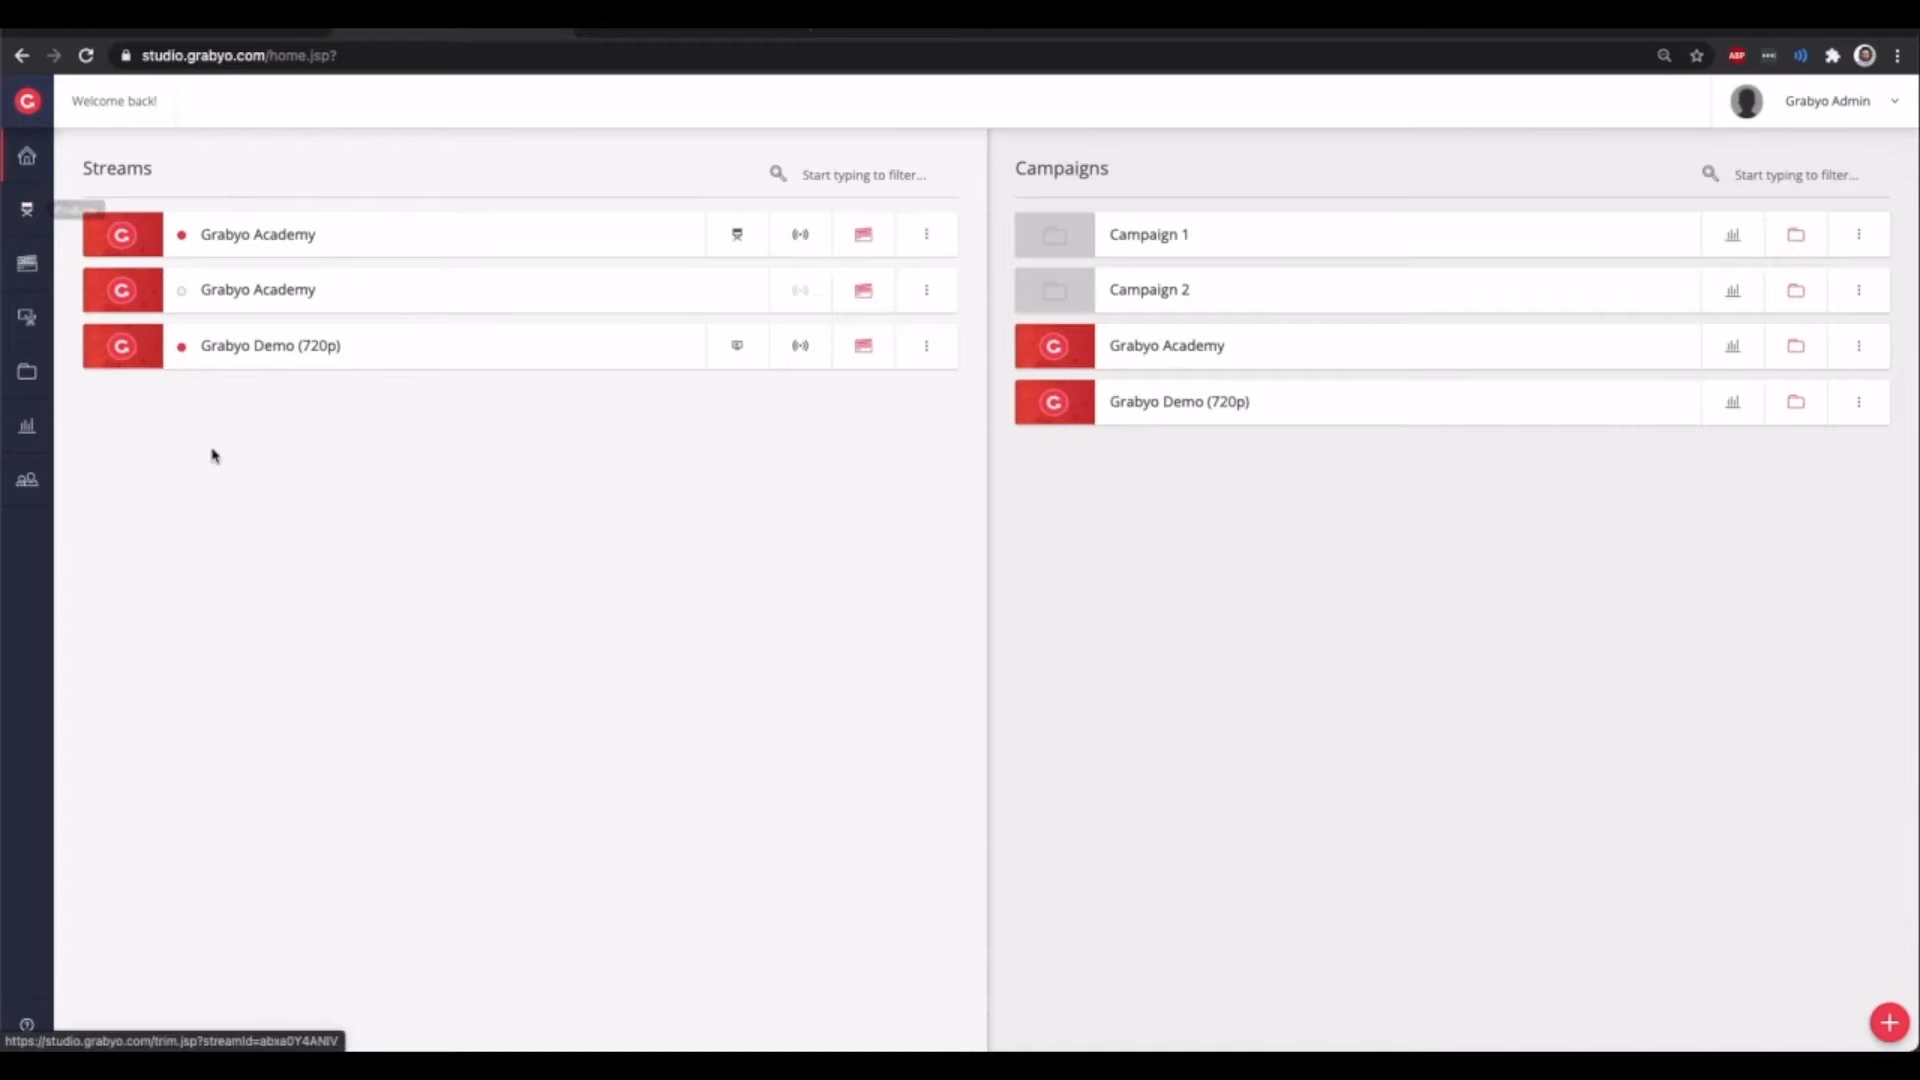 studio.grabyo.com/home.jsp?
ABP
Welcome back!
Grabyo Admin
Streams
Start typing to filter...
Grabyo Academy
Grabyo Academy
Grabyo Demo (720p)
Campaigns
Start typing to filter...
Campaign 1
Campaign 2
Grabyo Academy
Grabyo Demo (720p)
https://studio.grabyo.com/trim.jsp?streamId=abxa0Y4ANIV